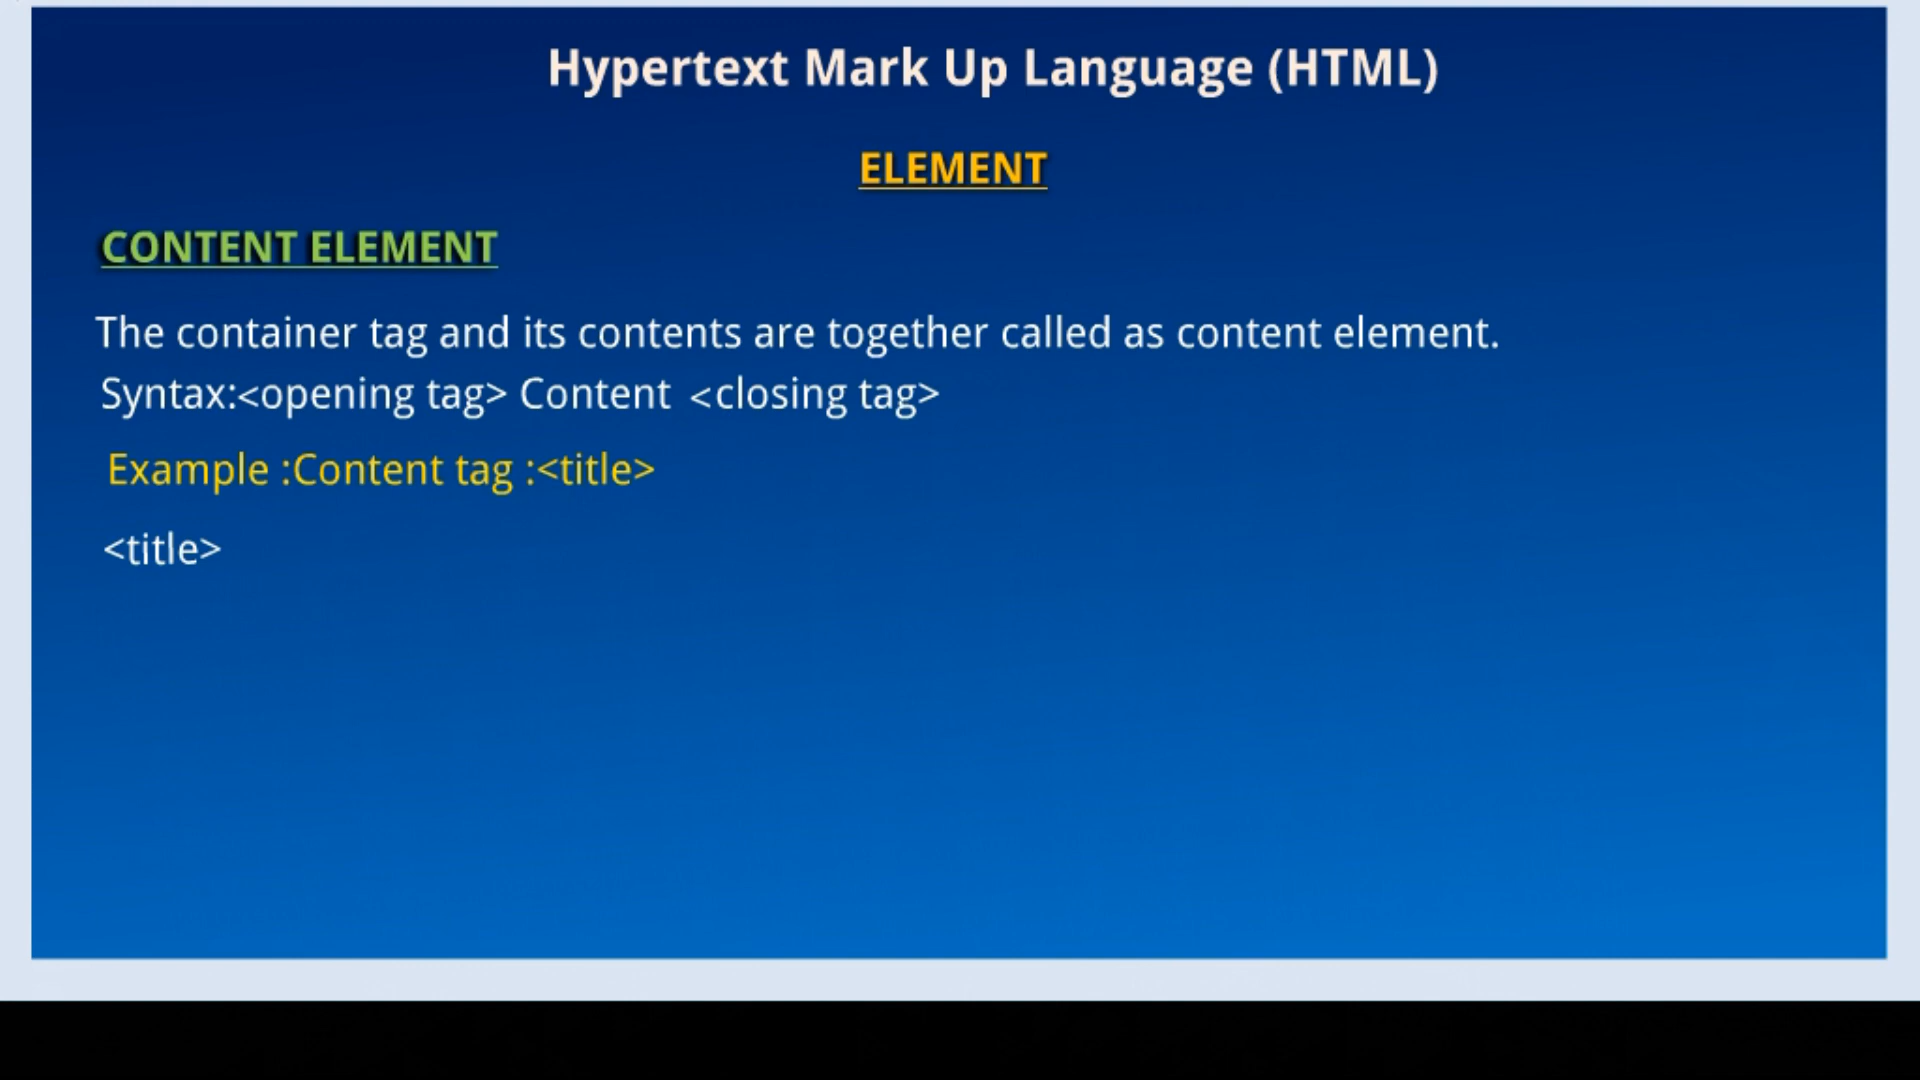 Hypertext Mark Up Language (HTML)
ELEMENT
CONTENT ELEMENT
The container tag and its contents are together called as content element.
Syntax:<opening tag> Content <closing tag>
Example :Content tag :<title>
<title>